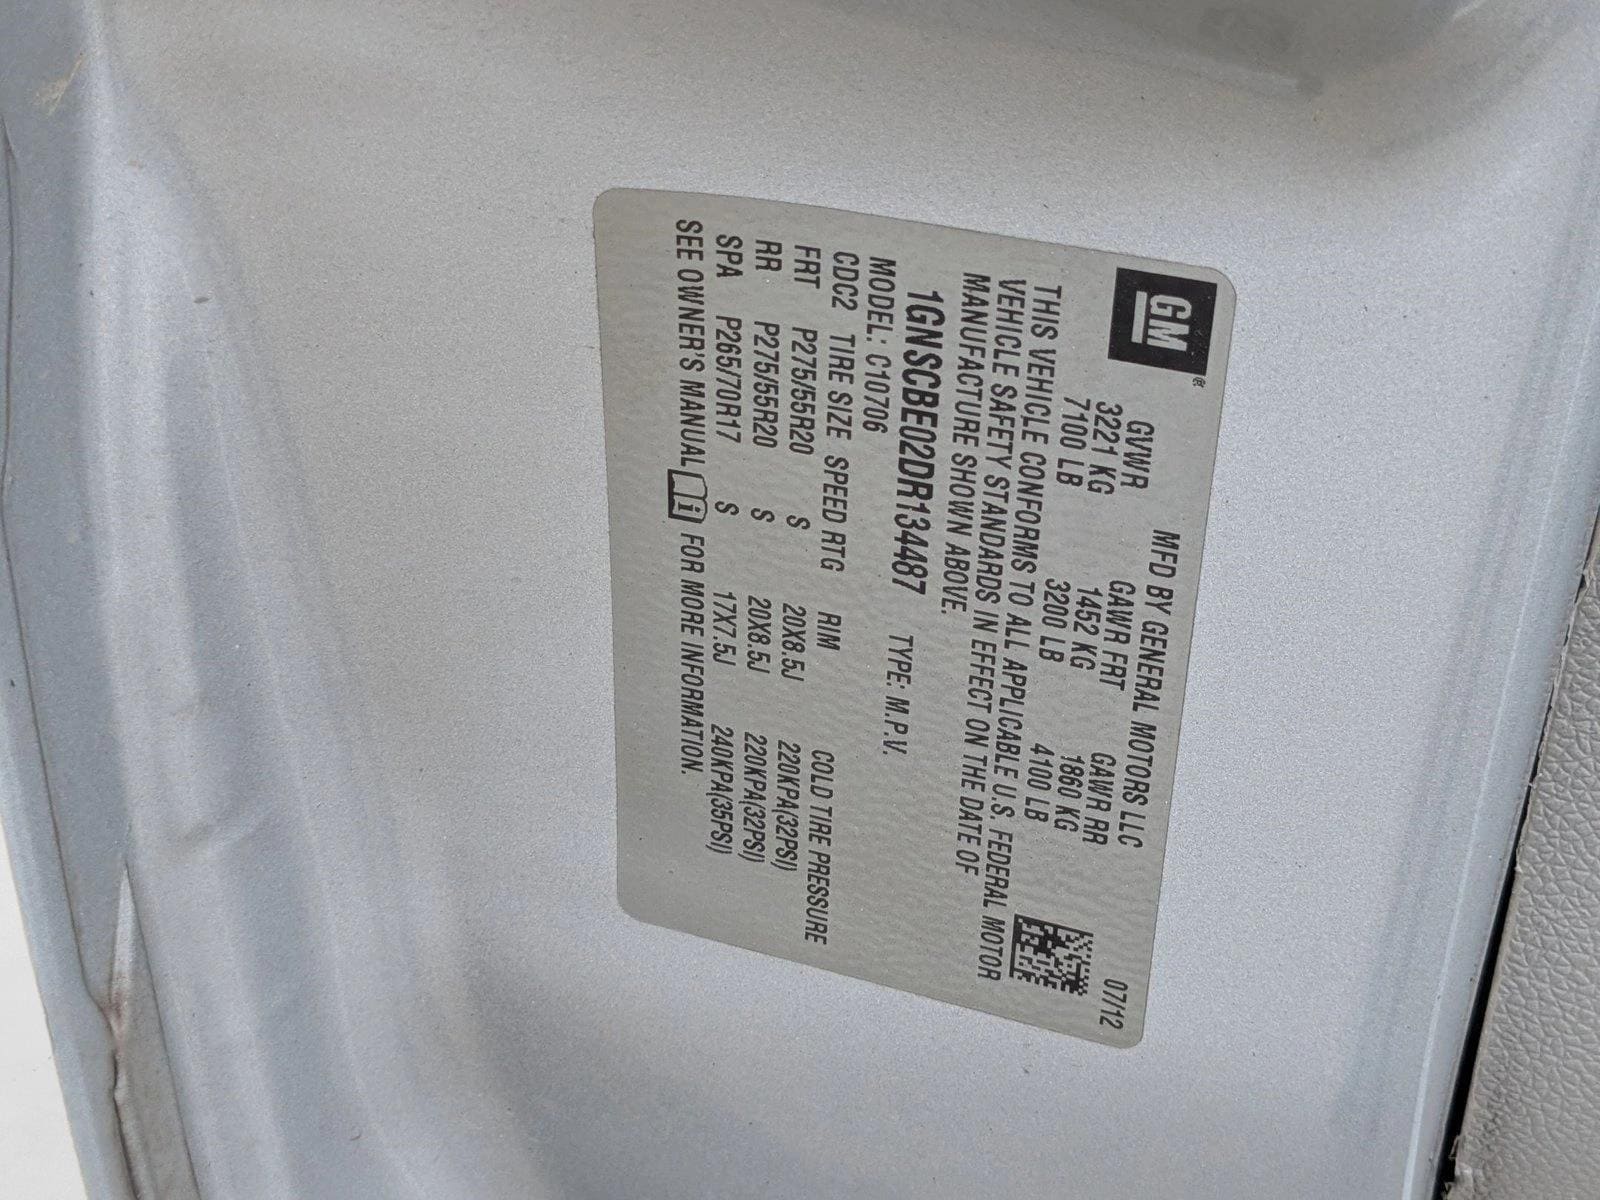 GM®
MFD BY GENERAL MOTORS LLC 07/12
GVWR GAWR FRT GAWR RR
3221 KG 1452 KG 1860 KG
7100 LB 3200 LB 4100 LB
THIS VEHICLE CONFORMS TO ALL APPLICABLE U.S. FEDERAL MOTOR
VEHICLE SAFETY STANDARDS IN EFFECT ON THE DATE OF
MANUFACTURE SHOWN ABOVE.
1GNSCBE02DR134487 TYPE: M.P.V.
MODEL: C10706
CDC2 TIRE SIZE SPEED RTG RIM COLD TIRE PRESSURE
FRT P275/55R20 S 20X8.5J 220KPA(32PSI)
RR P275/55R20 S 20X8.5J 220KPA(32PSI)
SPA P265/70R17 S 17X7.5J 240KPA(35PSI)
SEE OWNER'S MANUAL i FOR MORE INFORMATION.